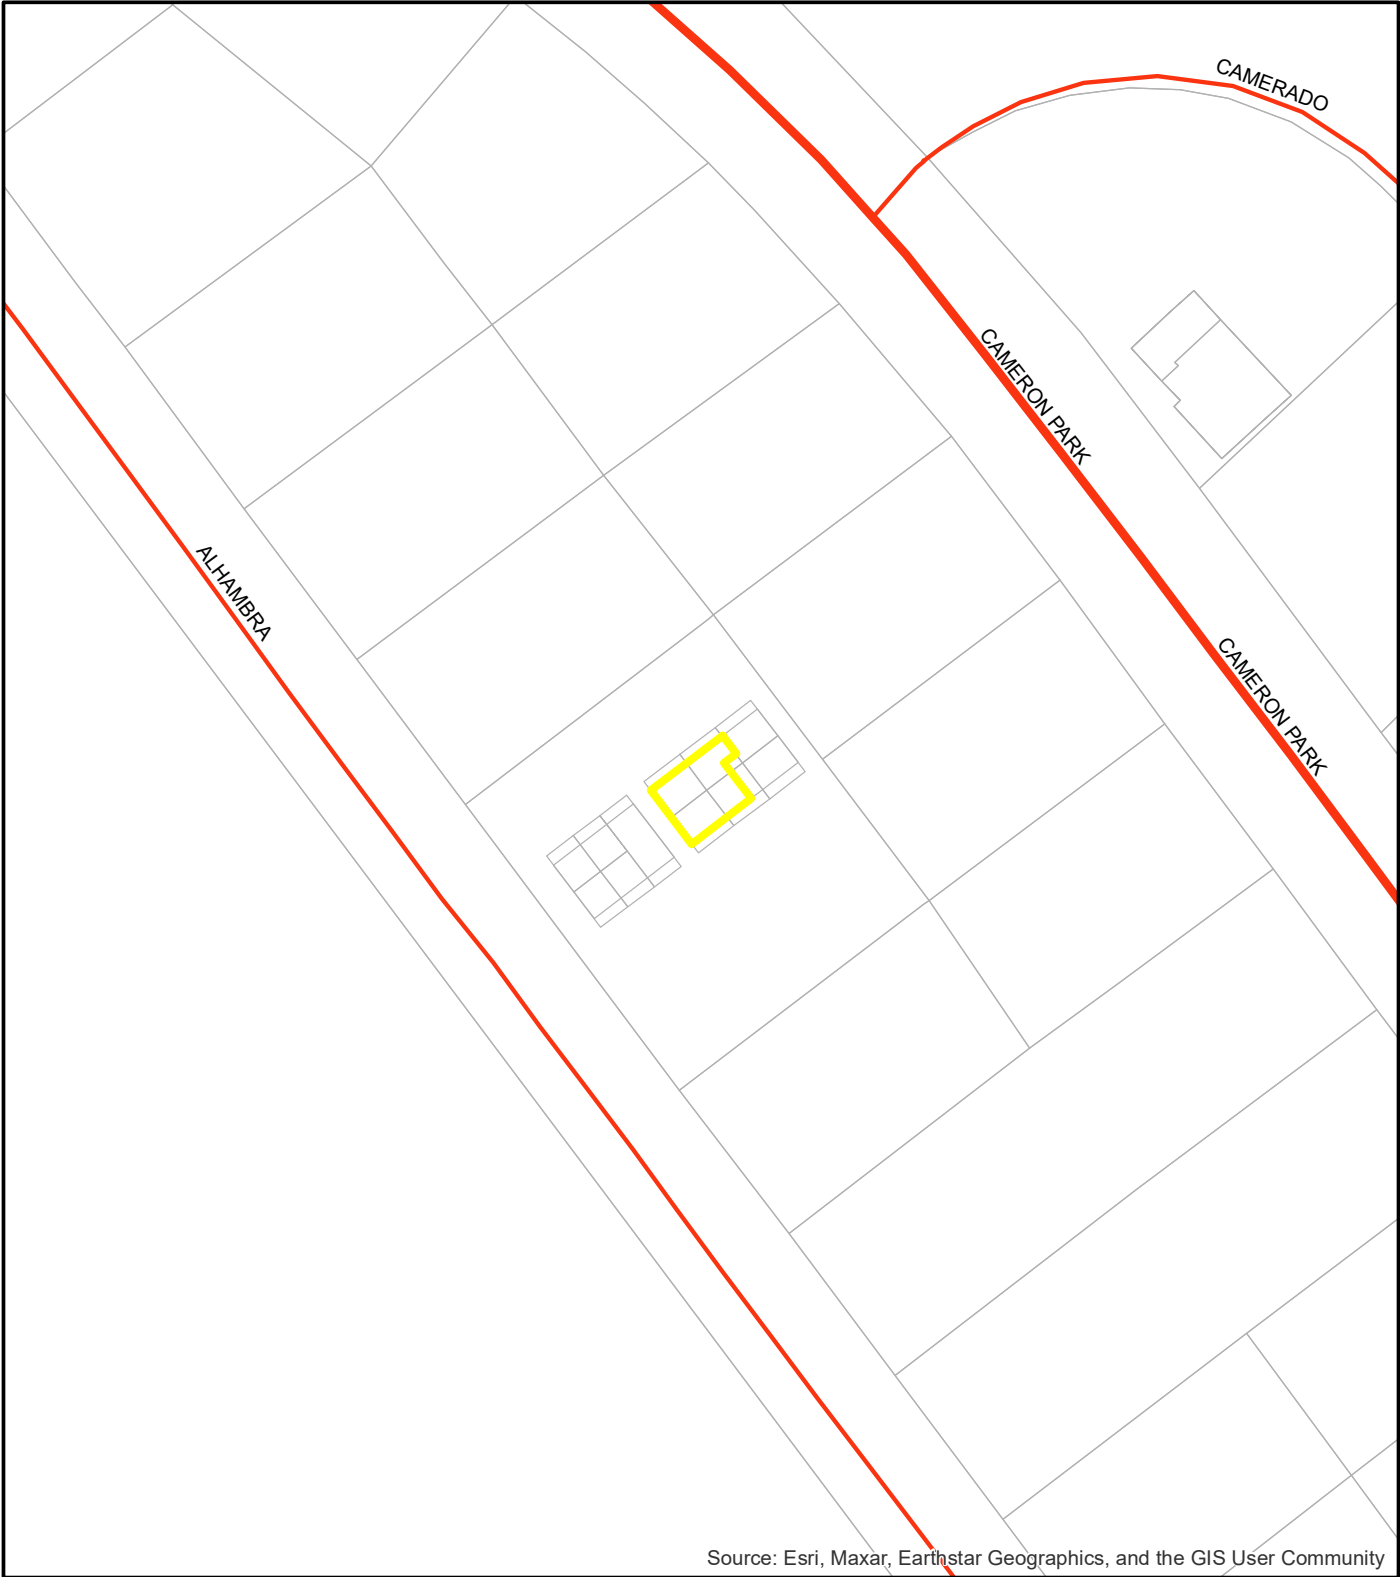 CAMERADO
CAMERON PARK
ALHAMBRA
CAMERON PARK
Source: Esri, Maxar, Earthstar Geographics, and the GIS User Community